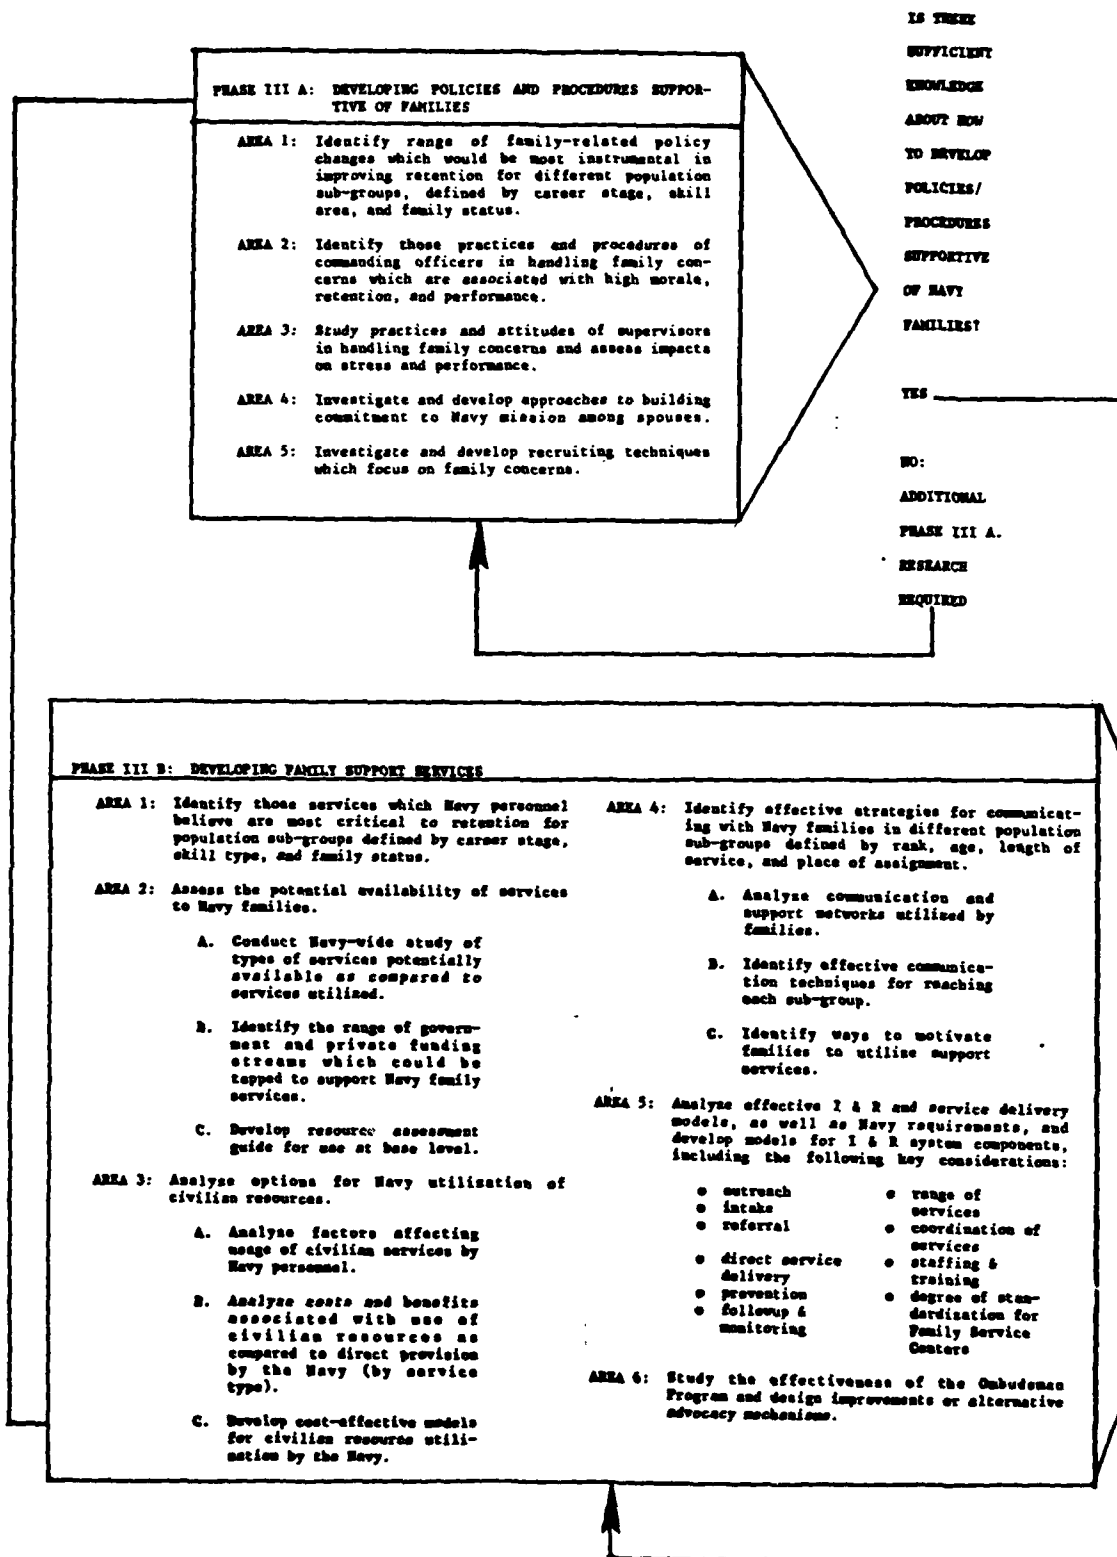 PHASE III A: DEVELOPING POLICIES AND PROCEDURES SUPPOR-
TIVE OF FAMILIES
AREA 1: Identify range of family-related policy
changes which would be most instrumental in
improving retention for different population
sub-groups, defined by career stage, skill
area, and family status.
AREA 2: Identify those practices and procedures of
commanding officers in handling family con-
cerns which are associated with high morale,
retention, and performance.
AREA 3: Study practices and attitudes of supervisors
in handling family concerns and assess impacts
on stress and performance.
AREA 4: Investigate and develop approaches to building
commitment to Navy mission among spouses.
AREA 5: Investigate and develop recruiting techniques
which focus on family concerns.
IS THERE
SUFFICIENT
KNOWLEDGE
ABOUT HOW
TO DEVELOP
POLICIES/
PROCEDURES
SUPPORTIVE
OF NAVY
FAMILIES?
YES
NO:
ADDITIONAL
PHASE III A.
RESEARCH
REQUIRED
PHASE III B: DEVELOPING FAMILY SUPPORT SERVICES
AREA 1: Identify those services which Navy personnel
believe are most critical to retention for
population sub-groups defined by career stage,
skill type, and family status.
AREA 2: Assess the potential availability of services
to Navy families.
A. Conduct Navy-wide study of
types of services potentially
available as compared to
services utilized.
B. Identify the range of govern-
ment and private funding
streams which could be
tapped to support Navy family
services.
C. Develop resource assessment
guide for use at base level.
AREA 3: Analyze options for Navy utilization of
civilian resources.
A. Analyze factors affecting
usage of civilian services by
Navy personnel.
B. Analyze costs and benefits
associated with use of
civilian resources as
compared to direct provision
by the Navy (by service
type).
C. Develop cost-effective models
for civilian resource utili-
zation by the Navy.
AREA 4: Identify effective strategies for communicat-
ing with Navy families in different population
sub-groups defined by rank, age, length of
service, and place of assignment.
A. Analyze communication and
support networks utilized by
families.
B. Identify effective communica-
tion techniques for reaching
each sub-group.
C. Identify ways to motivate
families to utilize support
services.
AREA 5: Analyze effective I & R and service delivery
models, as well as Navy requirements, and
develop models for I & R system components,
including the following key considerations:
• outreach
• intake
• referral
• direct service
delivery
• prevention
• followup &
monitoring
• range of
services
• coordination of
services
• staffing &
training
• degree of stan-
dardization for
Family Service
Centers
AREA 6: Study the effectiveness of the Ombudsman
Program and design improvements or alternative
advocacy mechanisms.